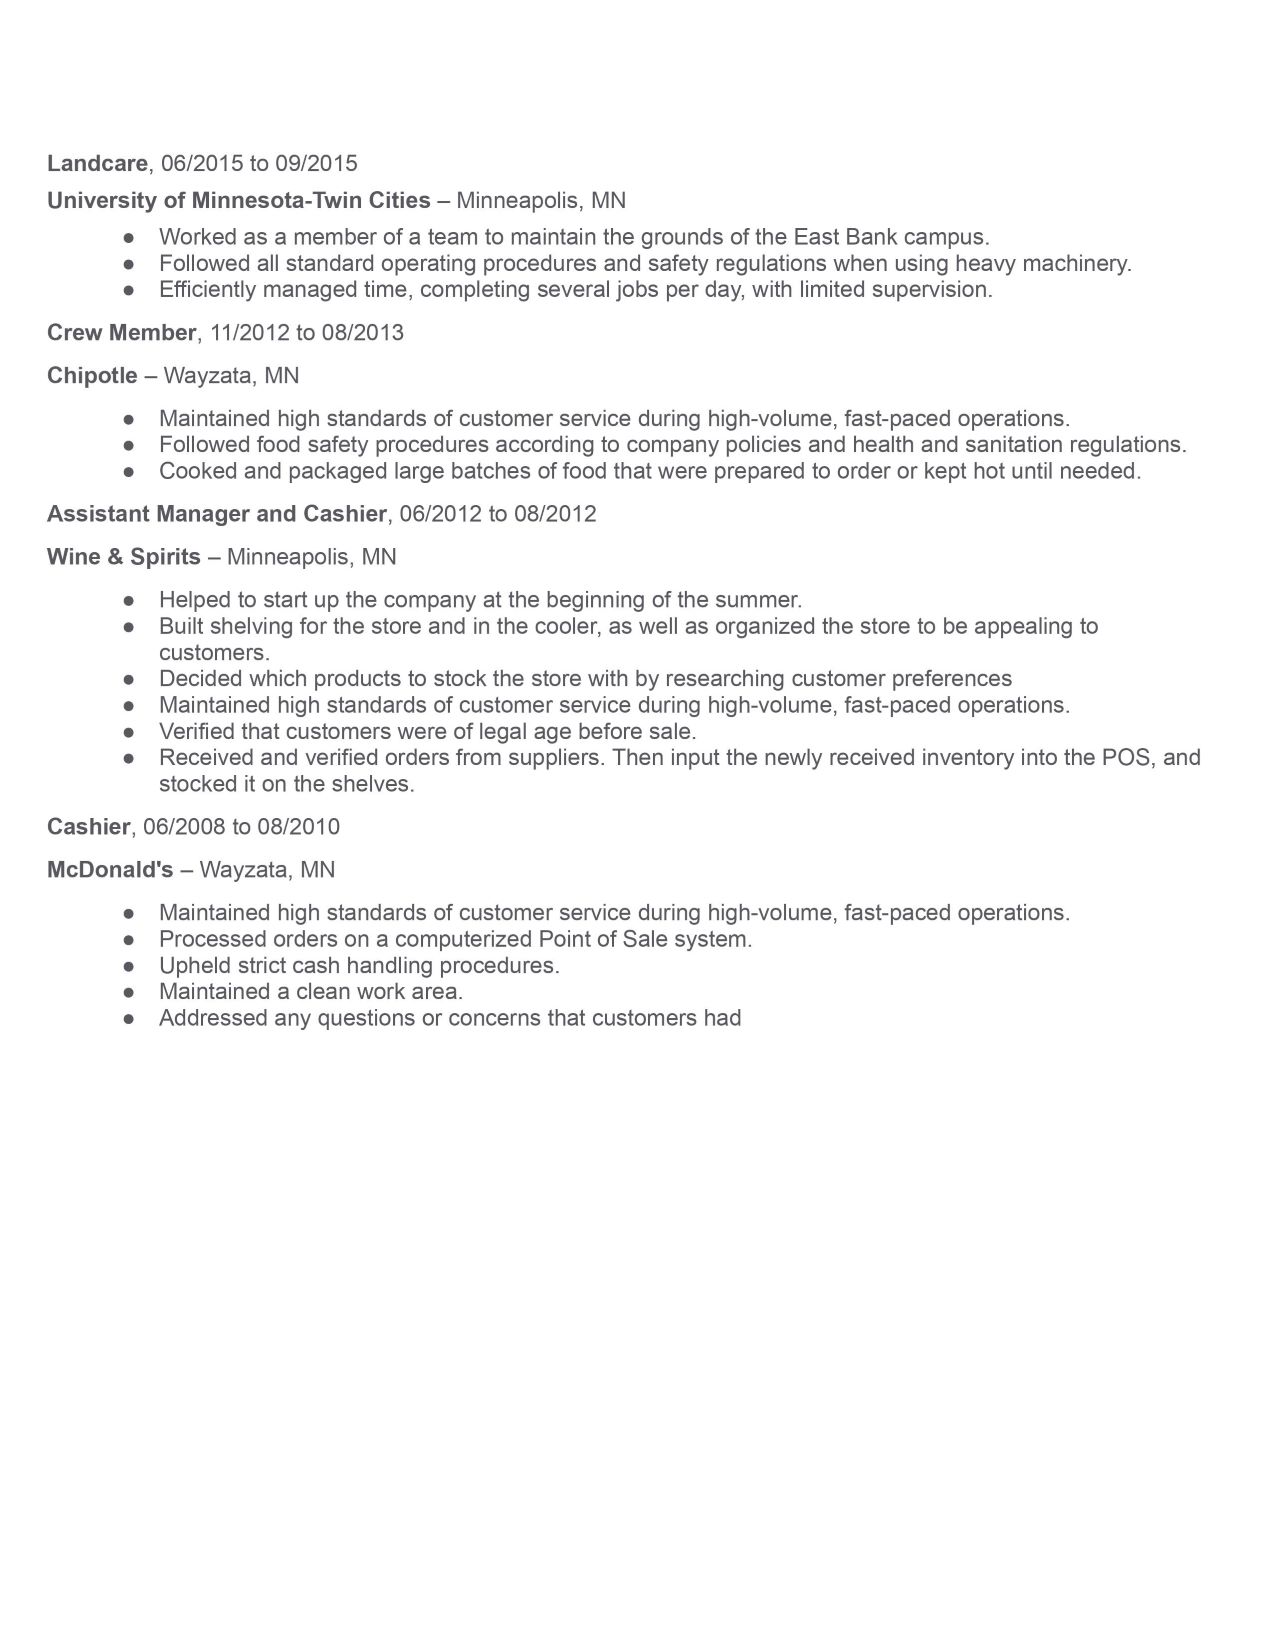 Landcare, 06/2015 to 09/2015
University of Minnesota-Twin Cities – Minneapolis, MN
● Worked as a member of a team to maintain the grounds of the East Bank campus.
● Followed all standard operating procedures and safety regulations when using heavy machinery.
● Efficiently managed time, completing several jobs per day, with limited supervision.
Crew Member, 11/2012 to 08/2013
Chipotle – Wayzata, MN
● Maintained high standards of customer service during high-volume, fast-paced operations.
● Followed food safety procedures according to company policies and health and sanitation regulations.
● Cooked and packaged large batches of food that were prepared to order or kept hot until needed.
Assistant Manager and Cashier, 06/2012 to 08/2012
Wine & Spirits – Minneapolis, MN
● Helped to start up the company at the beginning of the summer.
● Built shelving for the store and in the cooler, as well as organized the store to be appealing to
customers.
● Decided which products to stock the store with by researching customer preferences
● Maintained high standards of customer service during high-volume, fast-paced operations.
● Verified that customers were of legal age before sale.
● Received and verified orders from suppliers. Then input the newly received inventory into the POS, and
stocked it on the shelves.
Cashier, 06/2008 to 08/2010
McDonald's – Wayzata, MN
● Maintained high standards of customer service during high-volume, fast-paced operations.
● Processed orders on a computerized Point of Sale system.
● Upheld strict cash handling procedures.
● Maintained a clean work area.
● Addressed any questions or concerns that customers had